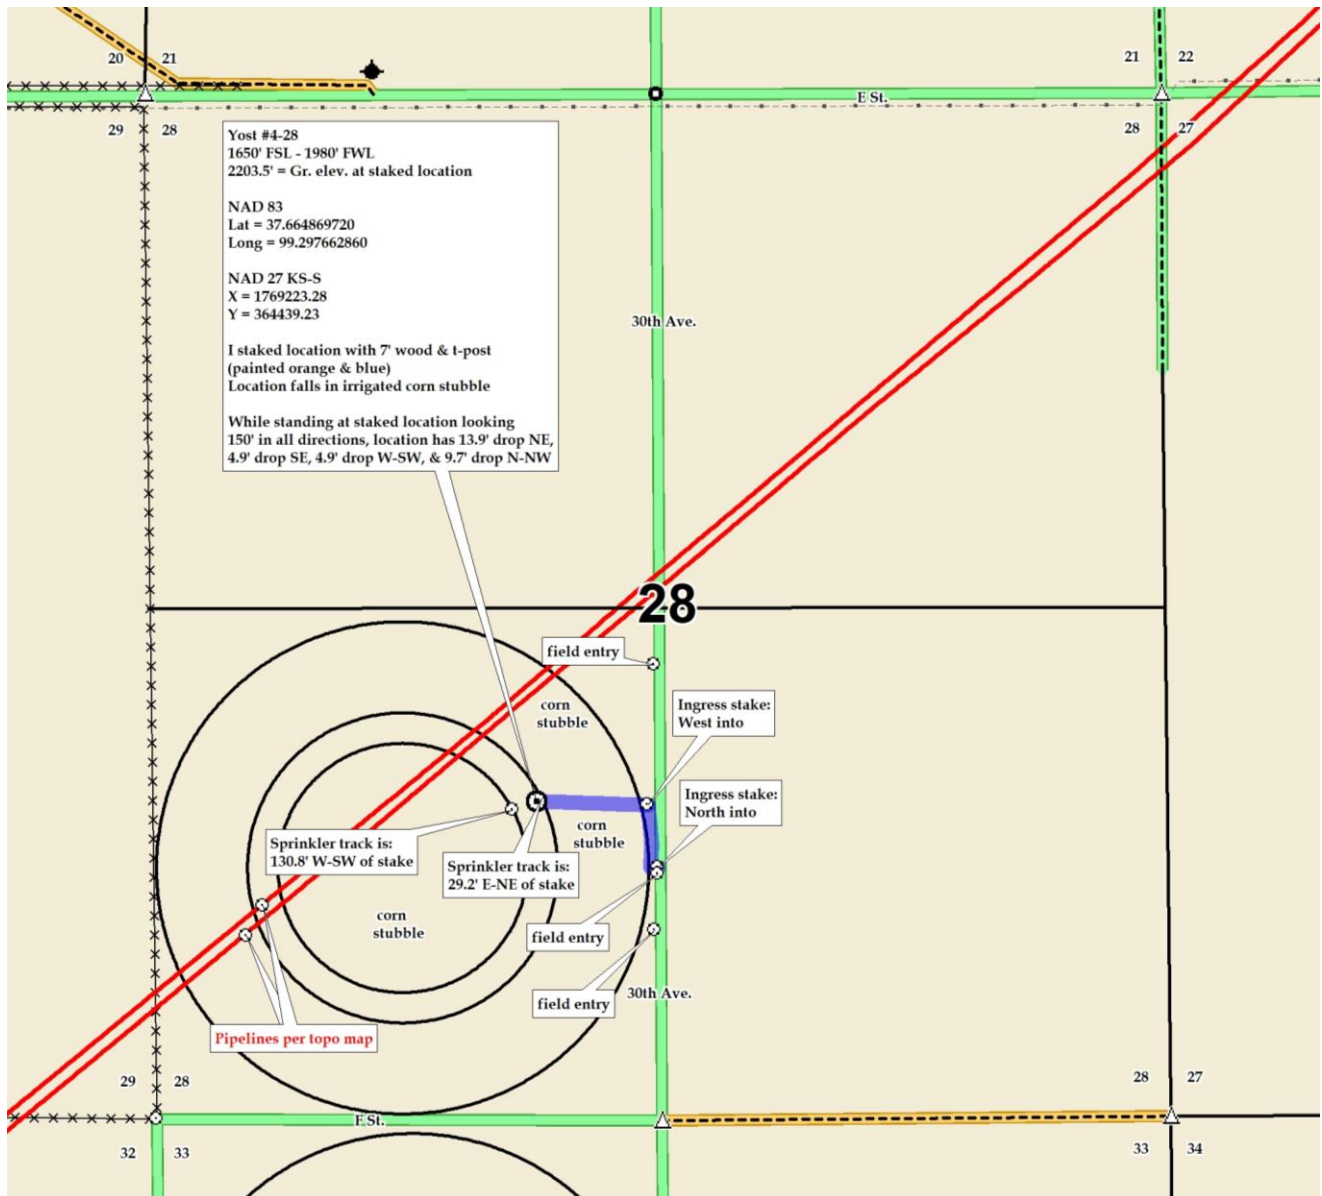 20 21
21 22
E St.
29 28
28 27
Yost #4-28
1650' FSL - 1980' FWL
2203.5' = Gr. elev. at staked location
NAD 83
Lat = 37.664869720
Long = 99.297662860
NAD 27 KS-S
X = 1769223.28
Y = 364439.23
I staked location with 7' wood & t-post
(painted orange & blue)
Location falls in irrigated corn stubble
While standing at staked location looking
150' in all directions, location has 13.9' drop NE,
4.9' drop SE, 4.9' drop W-SW, & 9.7' drop N-NW
30th Ave.
28
field entry
corn
stubble
Ingress stake:
West into
Ingress stake:
North into
corn
stubble
Sprinkler track is:
130.8' W-SW of stake
Sprinkler track is:
29.2' E-NE of stake
corn
stubble
field entry
field entry
30th Ave.
Pipelines per topo map
29 28
28 27
E St.
32 33
33 34